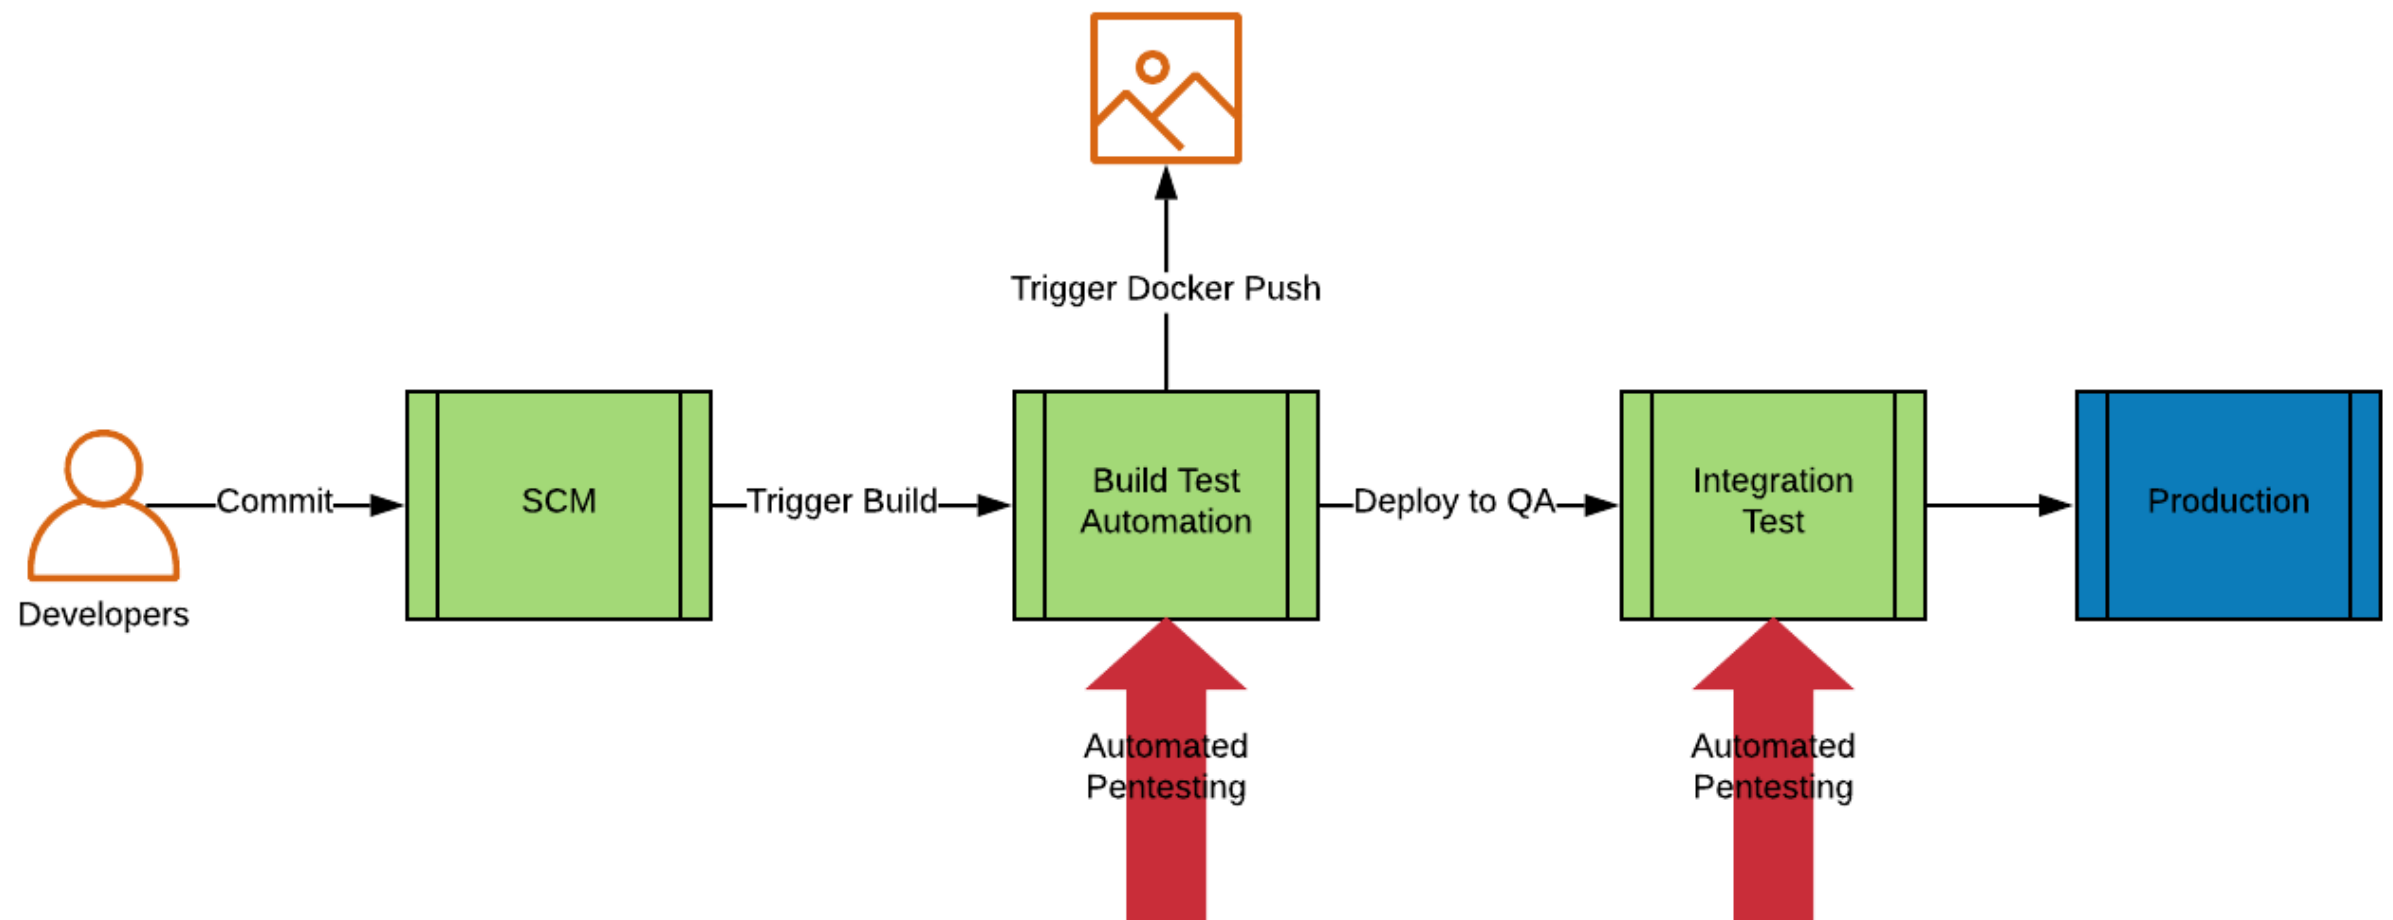 Trigger Docker Push
Developers
Commit
SCM
Trigger Build
Build Test
Automation
Deploy to QA
Integration
Test
Production
Automated
Pentesting
Automated
Pentesting